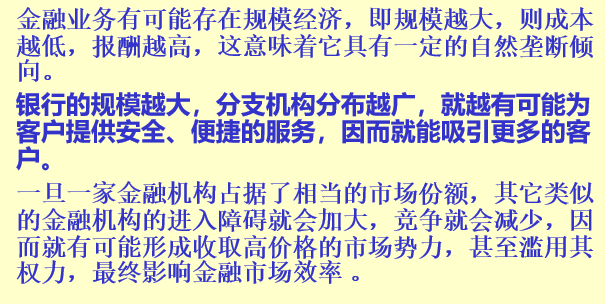 金融业务有可能存在规模经济，即规模越大，则成本
越低，报酬越高，这意味着它具有一定的自然垄断倾
向。
银行的规模越大，分支机构分布越广，就越有可能为
客户提供安全、便捷的服务，因而就能吸引更多的客
户。
一旦一家金融机构占据了相当的市场份额，其它类似
的金融机构的进入障碍就会加大，竞争就会减少，因
而就有可能形成收取高价格的市场势力，甚至滥用其
权力，最终影响金融市场效率 。